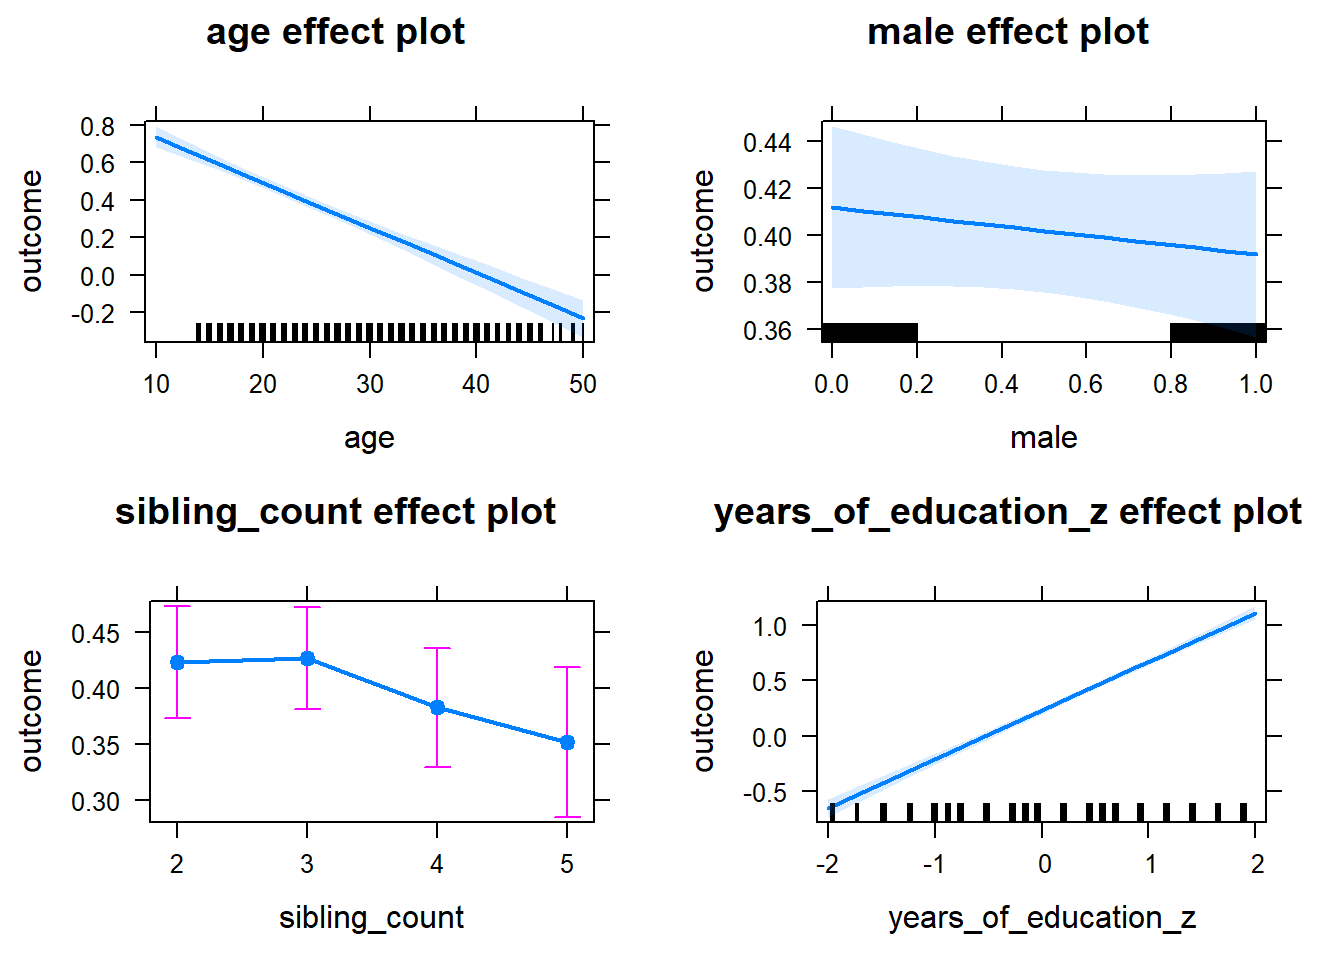 age effect plot
outcome
0.8
0.6
0.4
0.2
0.0
-0.2
10 20 30 40 50
age
male effect plot
outcome
0.44
0.42
0.40
0.38
0.36
0.0 0.2 0.4 0.6 0.8 1.0
male
sibling_count effect plot
outcome
0.45
0.40
0.35
0.30
2 3 4 5
sibling_count
years_of_education_z effect plot
outcome
1.0
0.5
0.0
-0.5
-2 -1 0 1 2
years_of_education_z